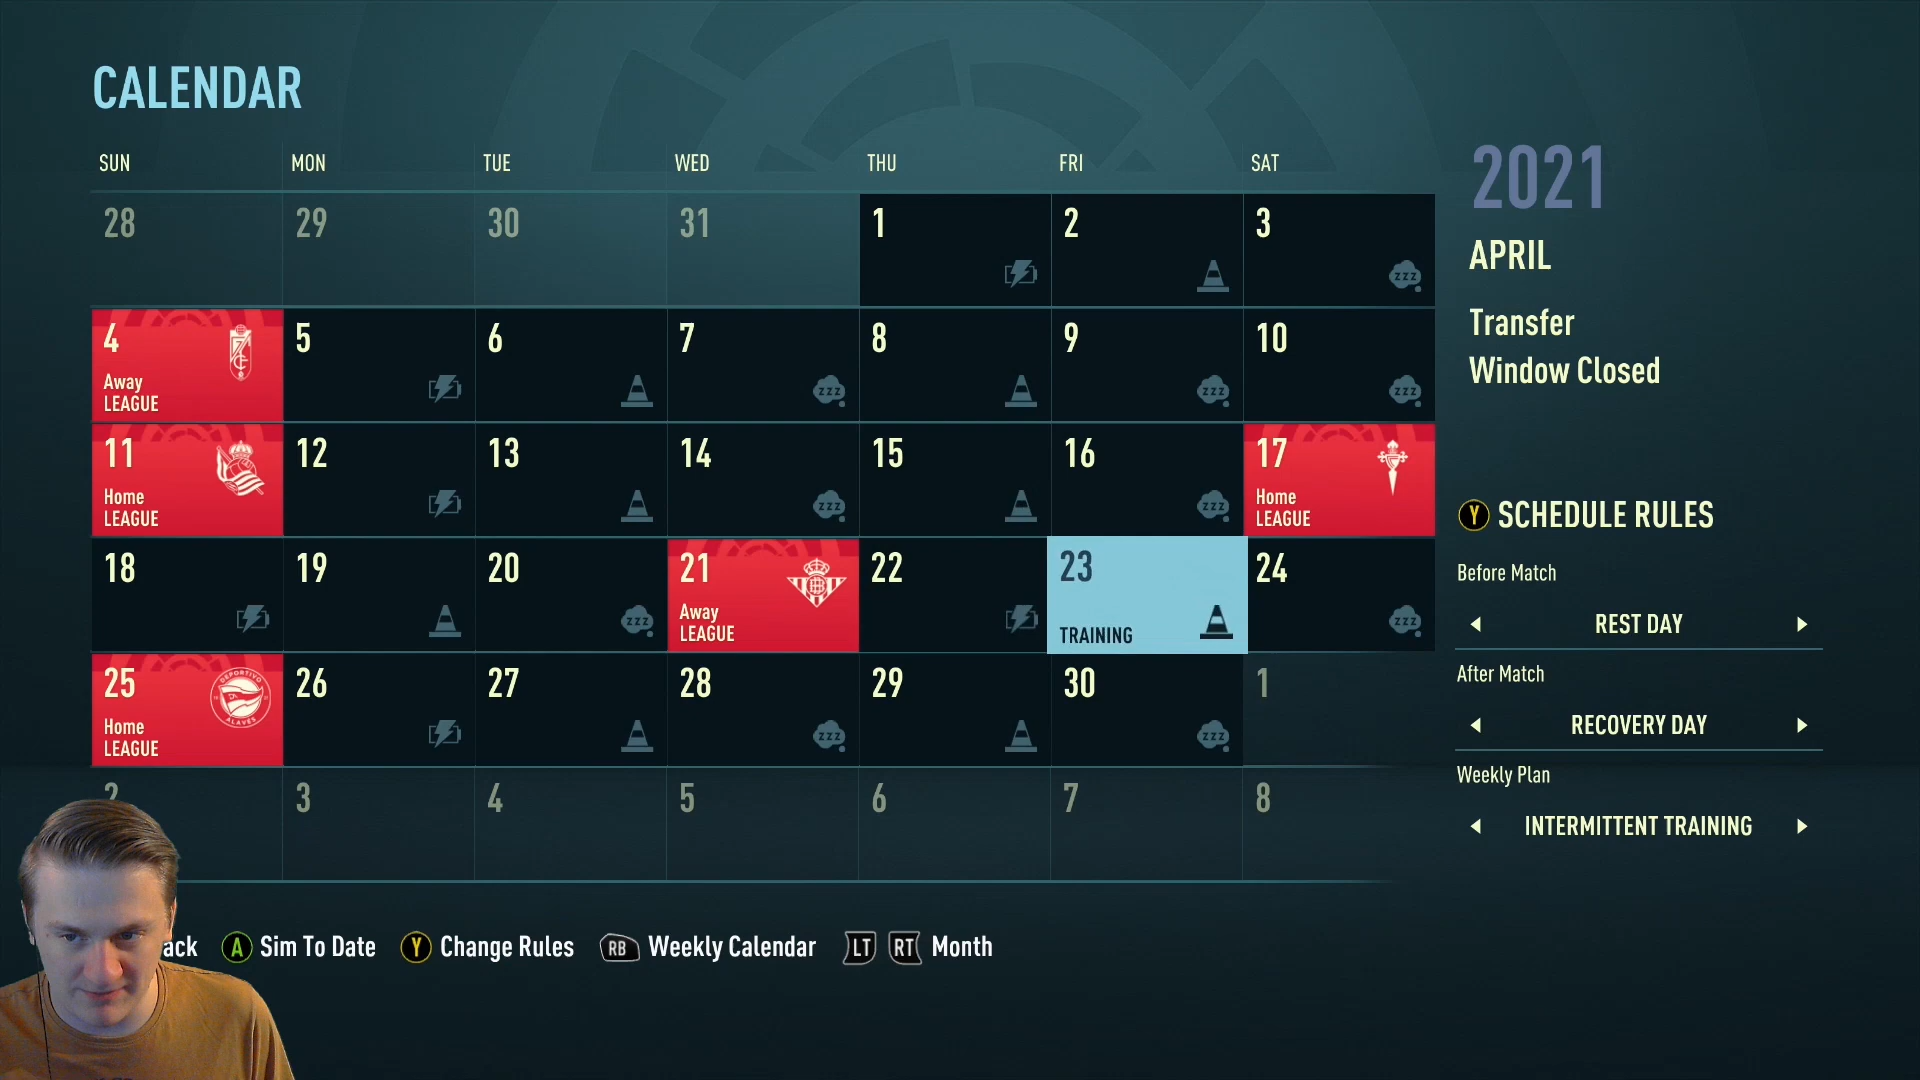 CALENDAR
SUN MON TUE WED THU FRI SAT
28 29 30 31 1 2 3
4 5 6 7 8 9 10
Away
LEAGUE
11 12 13 14 15 16 17
Home
LEAGUE
Home
LEAGUE
18 19 20 21 22 23 24
Away
LEAGUE
TRAINING
25 26 27 28 29 30 1
Home
LEAGUE
2 3 4 5 6 7 8
2021
APRIL
Transfer
Window Closed
Y SCHEDULE RULES
Before Match
REST DAY
After Match
RECOVERY DAY
Weekly Plan
INTERMITTENT TRAINING
ack A Sim To Date Y Change Rules RB Weekly Calendar LT RT Month